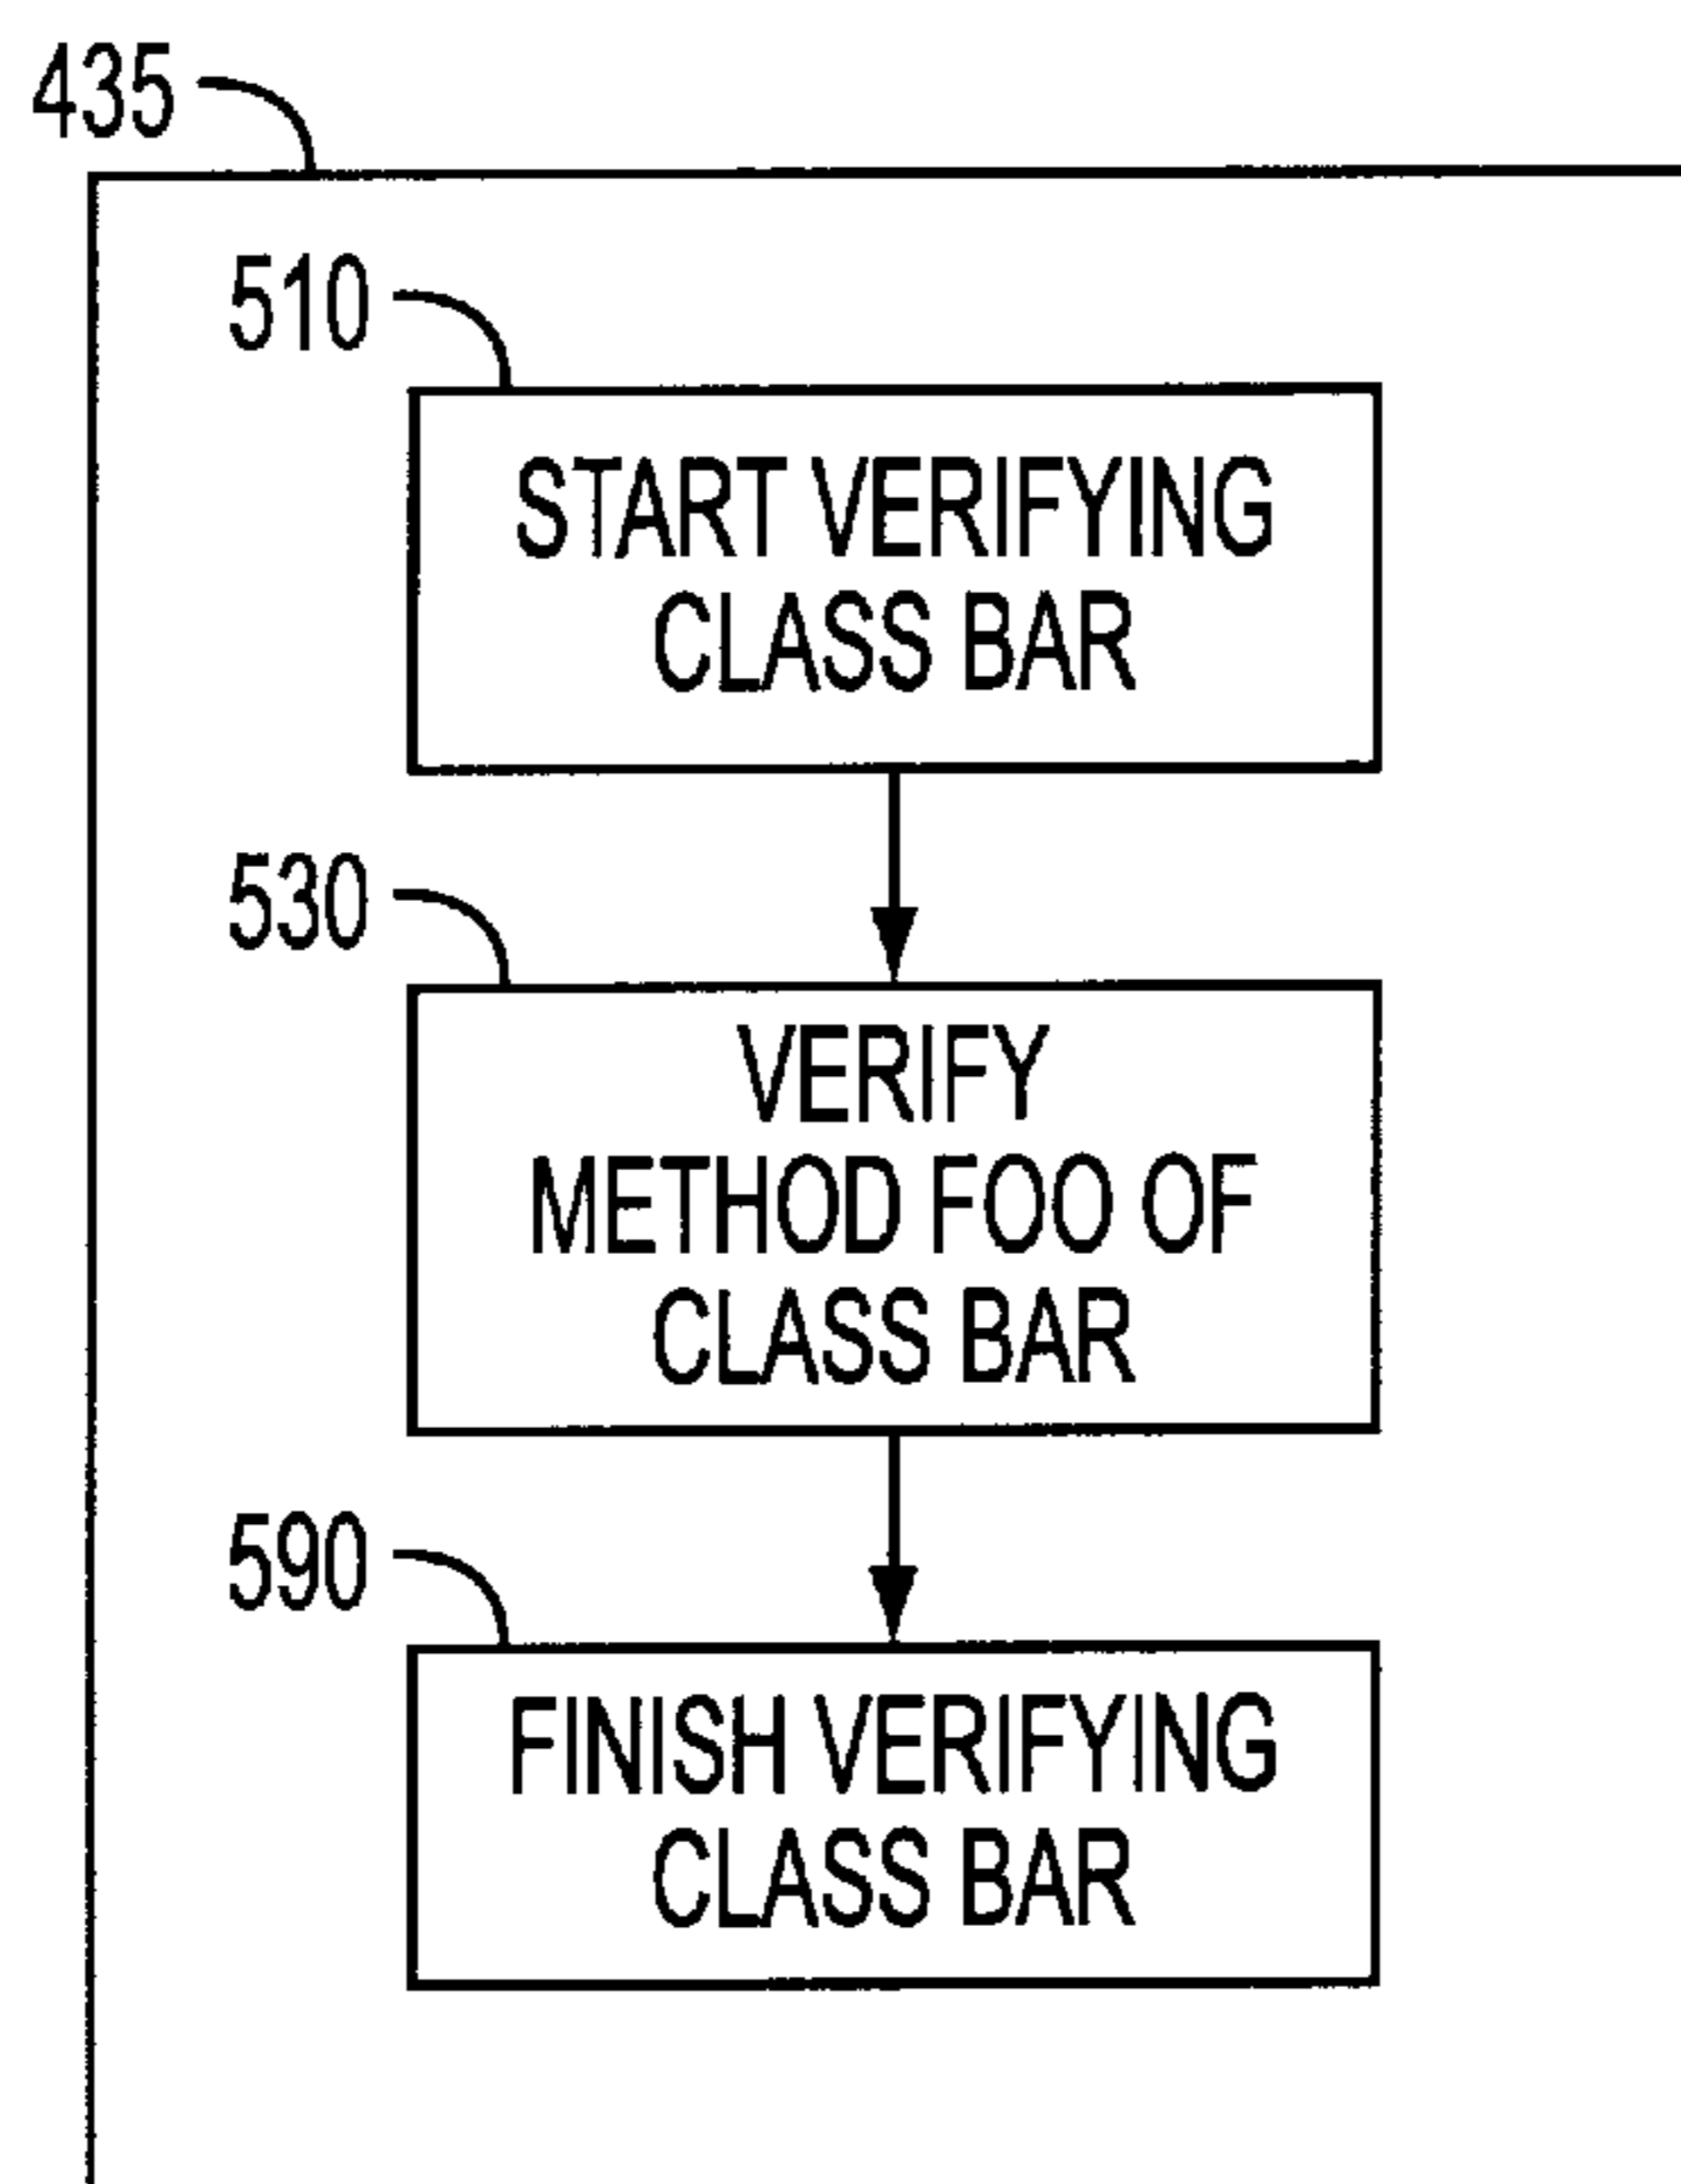 435
510
START VERIFYING
CLASS BAR
530
VERIFY
METHOD FOO OF
CLASS BAR
590
FINISH VERIFYING
CLASS BAR